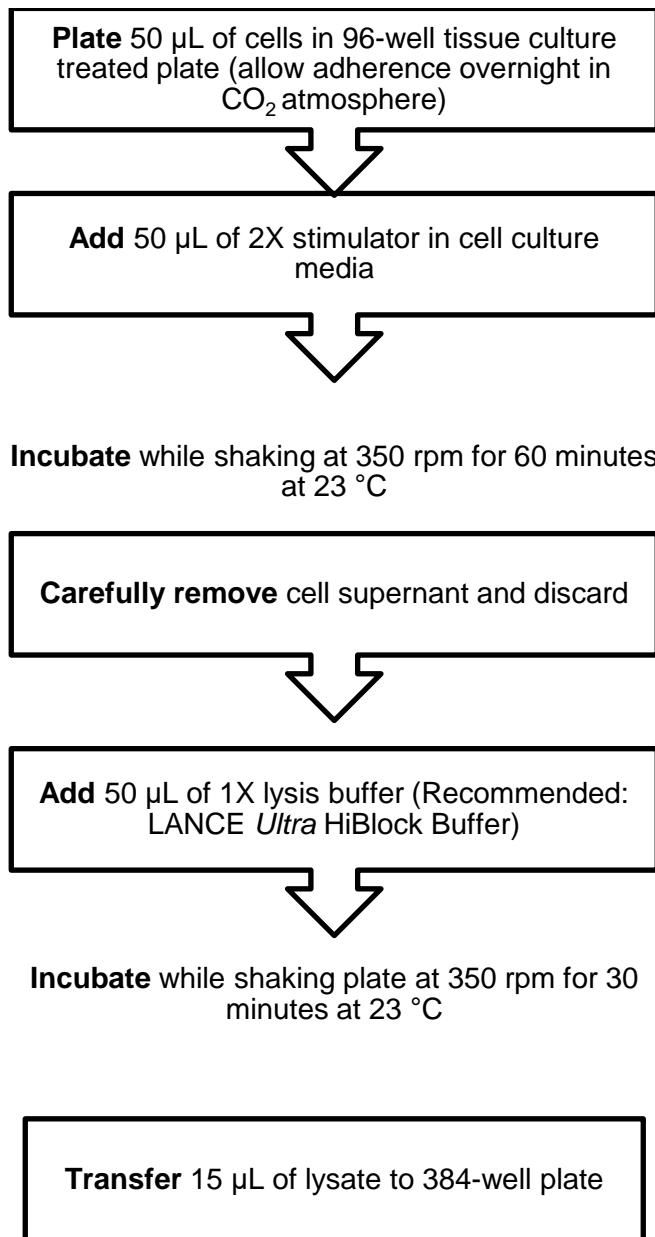 Plate 50 µL of cells in 96-well tissue culture
treated plate (allow adherence overnight in
CO₂ atmosphere)
Add 50 µL of 2X stimulator in cell culture
media
Incubate while shaking at 350 rpm for 60 minutes
at 23 °C
Carefully remove cell supernant and discard
Add 50 µL of 1X lysis buffer (Recommended:
LANCE Ultra HiBlock Buffer)
Incubate while shaking plate at 350 rpm for 30
minutes at 23 °C
Transfer 15 µL of lysate to 384-well plate